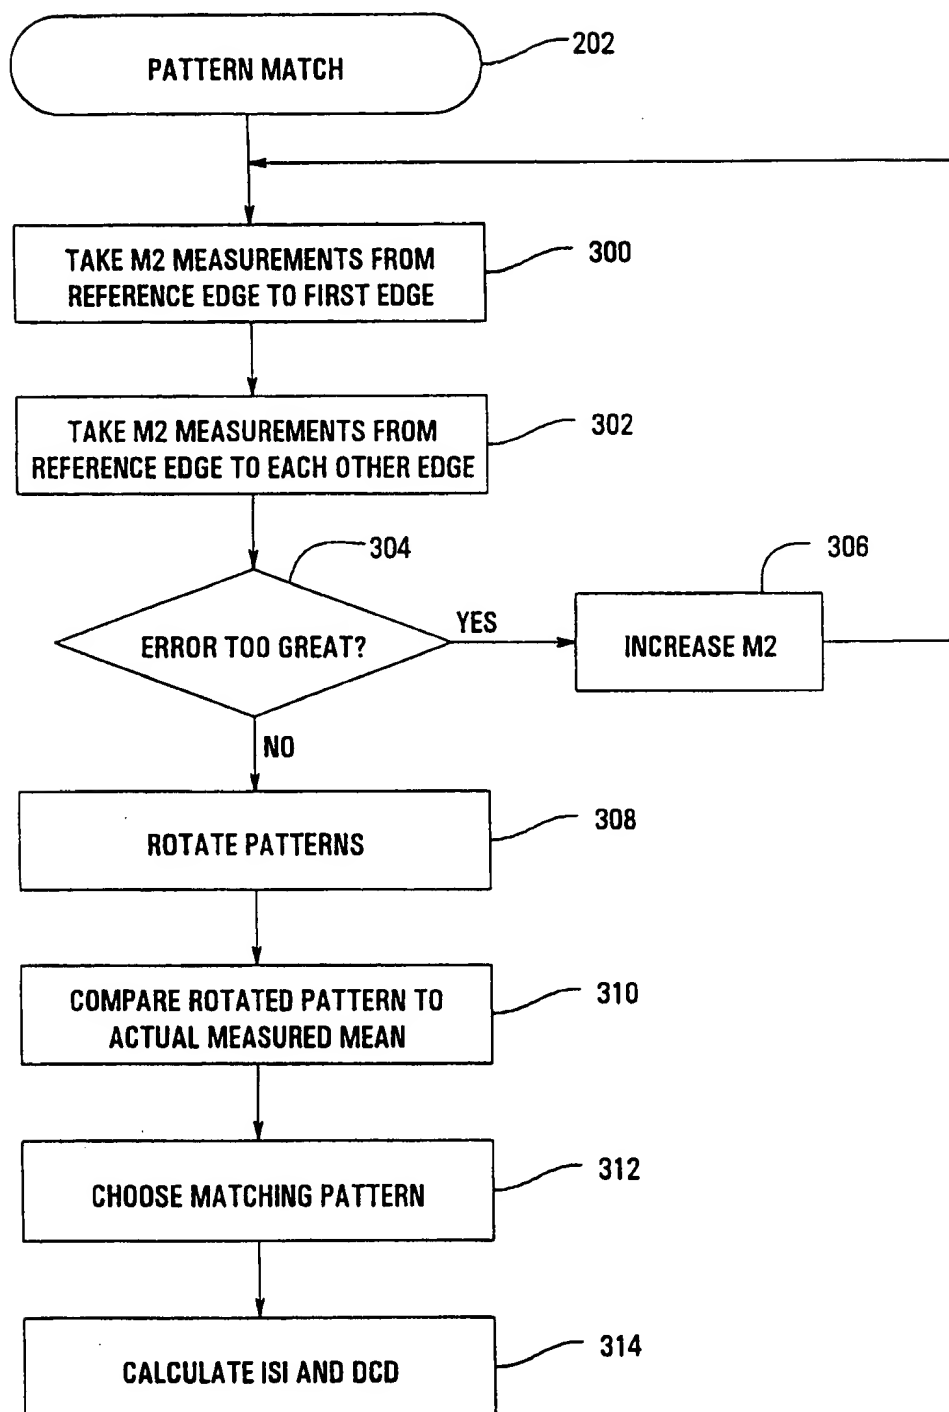 PATTERN MATCH
202
TAKE M2 MEASUREMENTS FROM
REFERENCE EDGE TO FIRST EDGE
300
TAKE M2 MEASUREMENTS FROM
REFERENCE EDGE TO EACH OTHER EDGE
302
304
ERROR TOO GREAT?
YES
306
INCREASE M2
NO
ROTATE PATTERNS
308
COMPARE ROTATED PATTERN TO
ACTUAL MEASURED MEAN
310
CHOOSE MATCHING PATTERN
312
CALCULATE ISI AND DCD
314